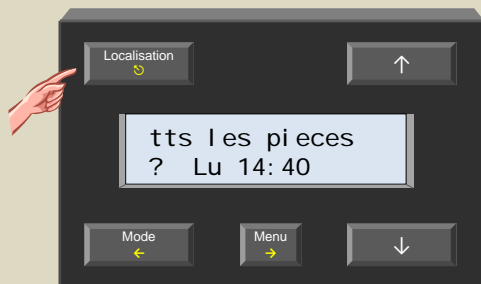 Localisation
↑
tts les pieces
? Lu 14:40
Mode
←
Menu
→
↓